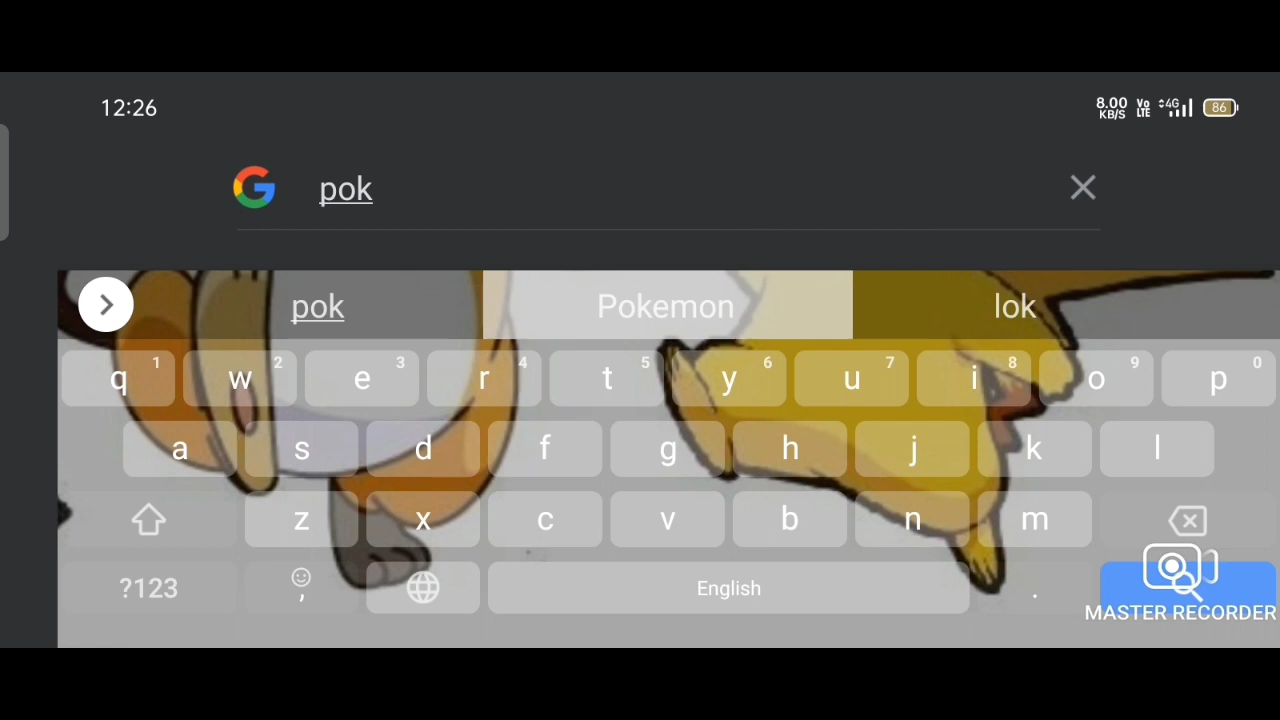 12:26 8.00 KB/S Vo LTE 4G 86
G pok
pok Pokemon lok
q 1 w 2 e 3 r 4 t 5 y 6 u 7 i 8 o 9 p 0
a s d f g h j k l
z x c v b n m
?123 , English .
MASTER RECORDER